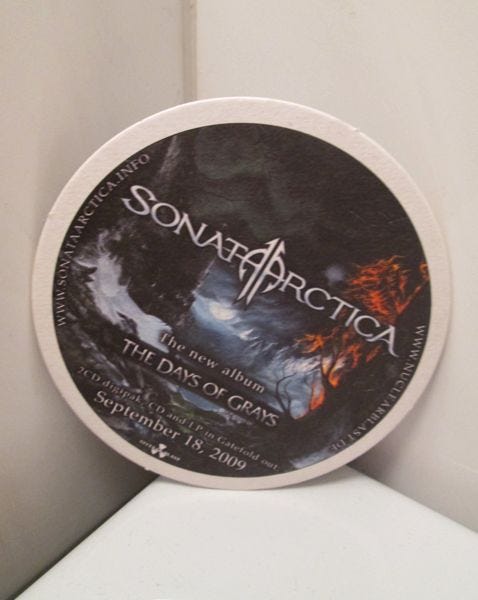 WWW.SONATAARCTICA.INFO
SONATA ARCTICA
The new album
THE DAYS OF GRAYS
2CD digipak, CD and LP in Gatefold out
September 18, 2009
WWW.NUCLEARBLAST.DE